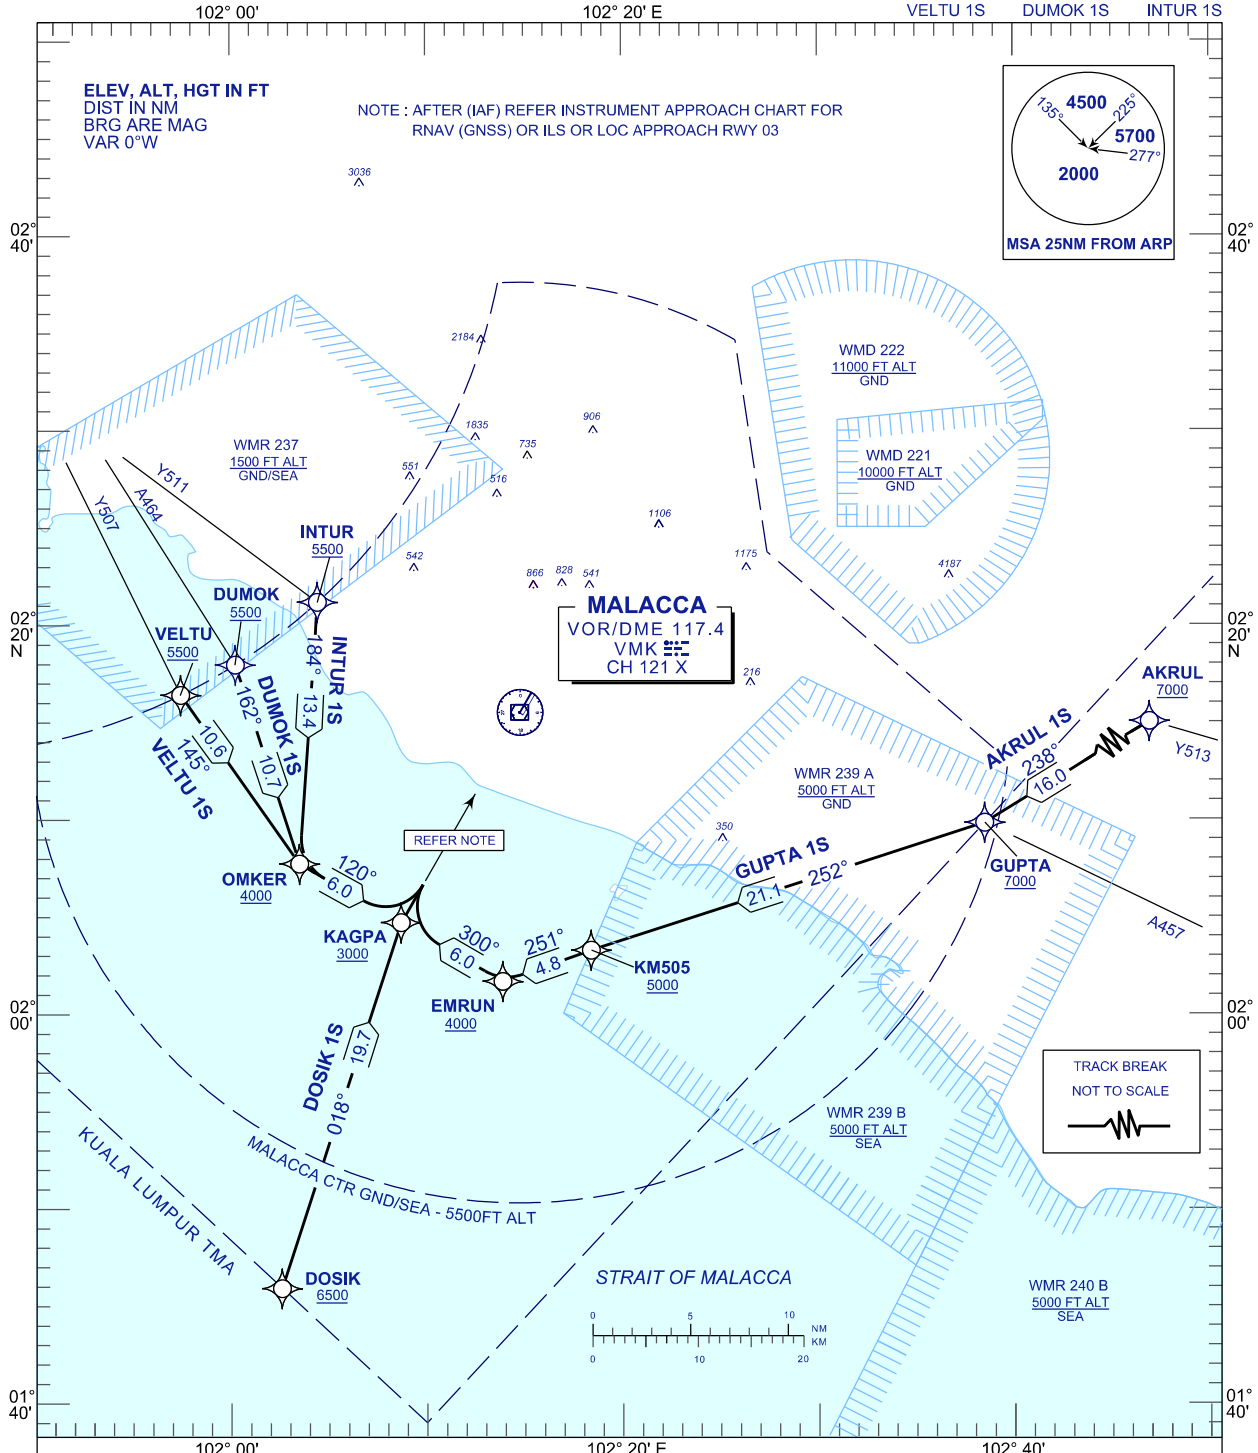 102° 00'
102° 20' E
VELTU 1S
DUMOK 1S
INTUR 1S
ELEV, ALT, HGT IN FT
DIST IN NM
BRG ARE MAG
VAR 0°W
NOTE : AFTER (IAF) REFER INSTRUMENT APPROACH CHART FOR
RNAV (GNSS) OR ILS OR LOC APPROACH RWY 03
135°
4500
225°
5700
277°
2000
MSA 25NM FROM ARP
3036
02°
40'
02°
40'
2184
WMD 222
11000 FT ALT
GND
1835
906
735
WMR 237
1500 FT ALT
GND/SEA
551
516
WMD 221
10000 FT ALT
GND
Y511
A464
Y507
1106
INTUR
5500
542
1175
4187
866
828
541
DUMOK
5500
MALACCA
VOR/DME 117.4
VMK
CH 121 X
02°
20'
N
02°
20'
N
VELTU
5500
216
AKRUL
7000
184°
13.4
INTUR 1S
162°
10.7
DUMOK 1S
10.6
145°
VELTU 1S
AKRUL 1S
238°
16.0
Y513
WMR 239 A
5000 FT ALT
GND
REFER NOTE
350
GUPTA 1S
21.1
252°
GUPTA
7000
OMKER
4000
120°
6.0
A457
KAGPA
3000
300°
6.0
251°
4.8
KM505
5000
EMRUN
4000
02°
00'
02°
00'
DOSIK 1S
19.7
018°
TRACK BREAK
NOT TO SCALE
WMR 239 B
5000 FT ALT
SEA
KUALA LUMPUR TMA
MALACCA CTR GND/SEA - 5500FT ALT
DOSIK
6500
STRAIT OF MALACCA
WMR 240 B
5000 FT ALT
SEA
0
5
10
NM
KM
0
10
20
01°
40'
01°
40'
102° 00'
102° 20' E
102° 40'